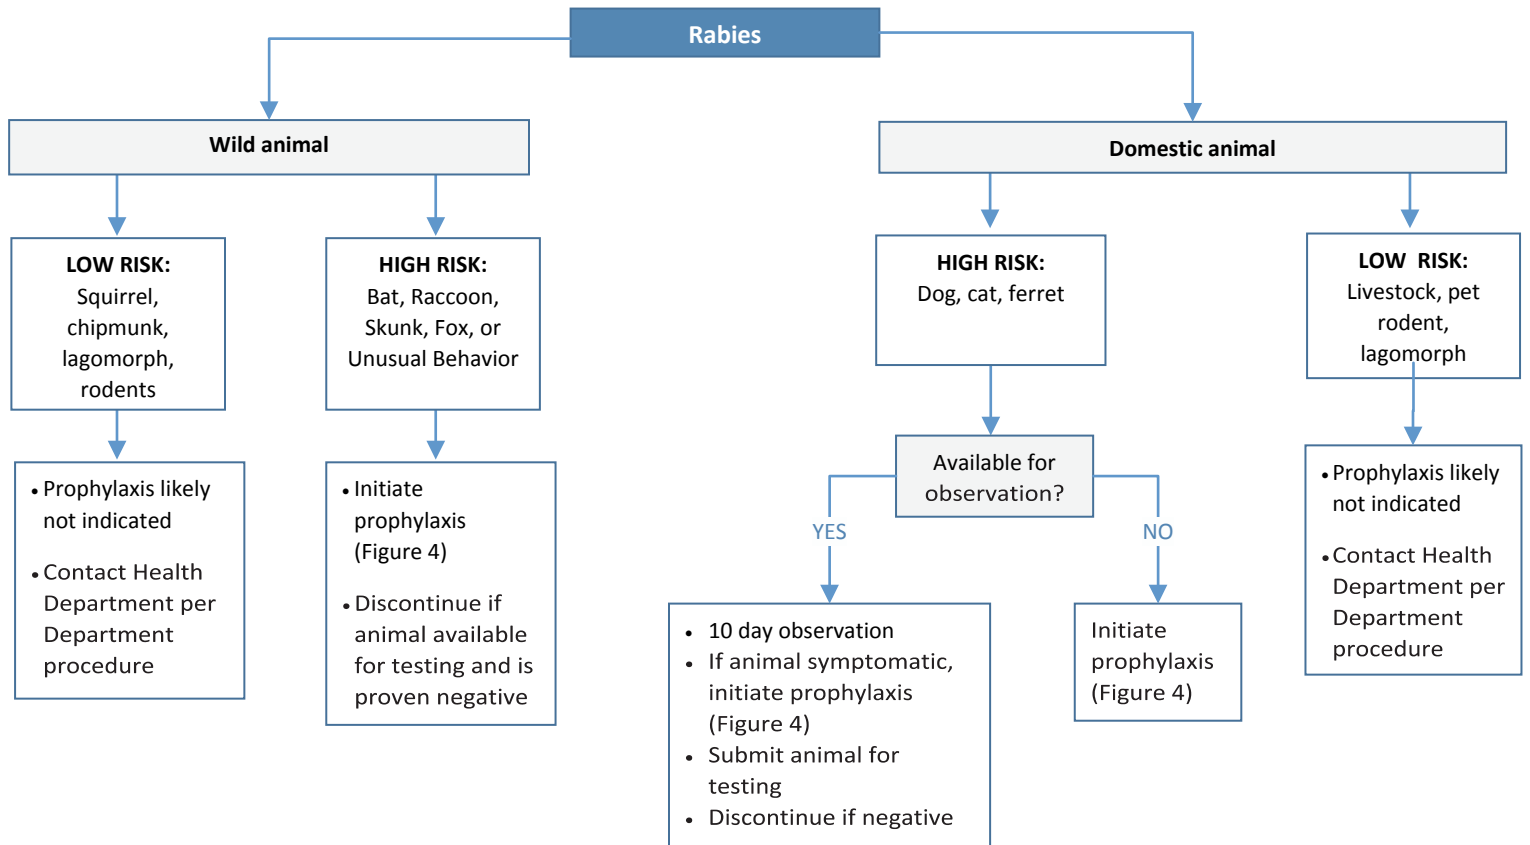 Rabies
Wild animal
LOW RISK:
Squirrel,
chipmunk,
lagomorph,
rodents
• Prophylaxis likely
not indicated
• Contact Health
Department per
Department
procedure
HIGH RISK:
Bat, Raccoon,
Skunk, Fox, or
Unusual Behavior
• Initiate
prophylaxis
(Figure 4)
• Discontinue if
animal available
for testing and is
proven negative
Domestic animal
HIGH RISK:
Dog, cat, ferret
Available for
observation?
YES
• 10 day observation
• If animal symptomatic,
initiate prophylaxis
(Figure 4)
• Submit animal for
testing
• Discontinue if negative
NO
Initiate
prophylaxis
(Figure 4)
LOW  RISK:
Livestock, pet
rodent,
lagomorph
• Prophylaxis likely
not indicated
• Contact Health
Department per
Department
procedure